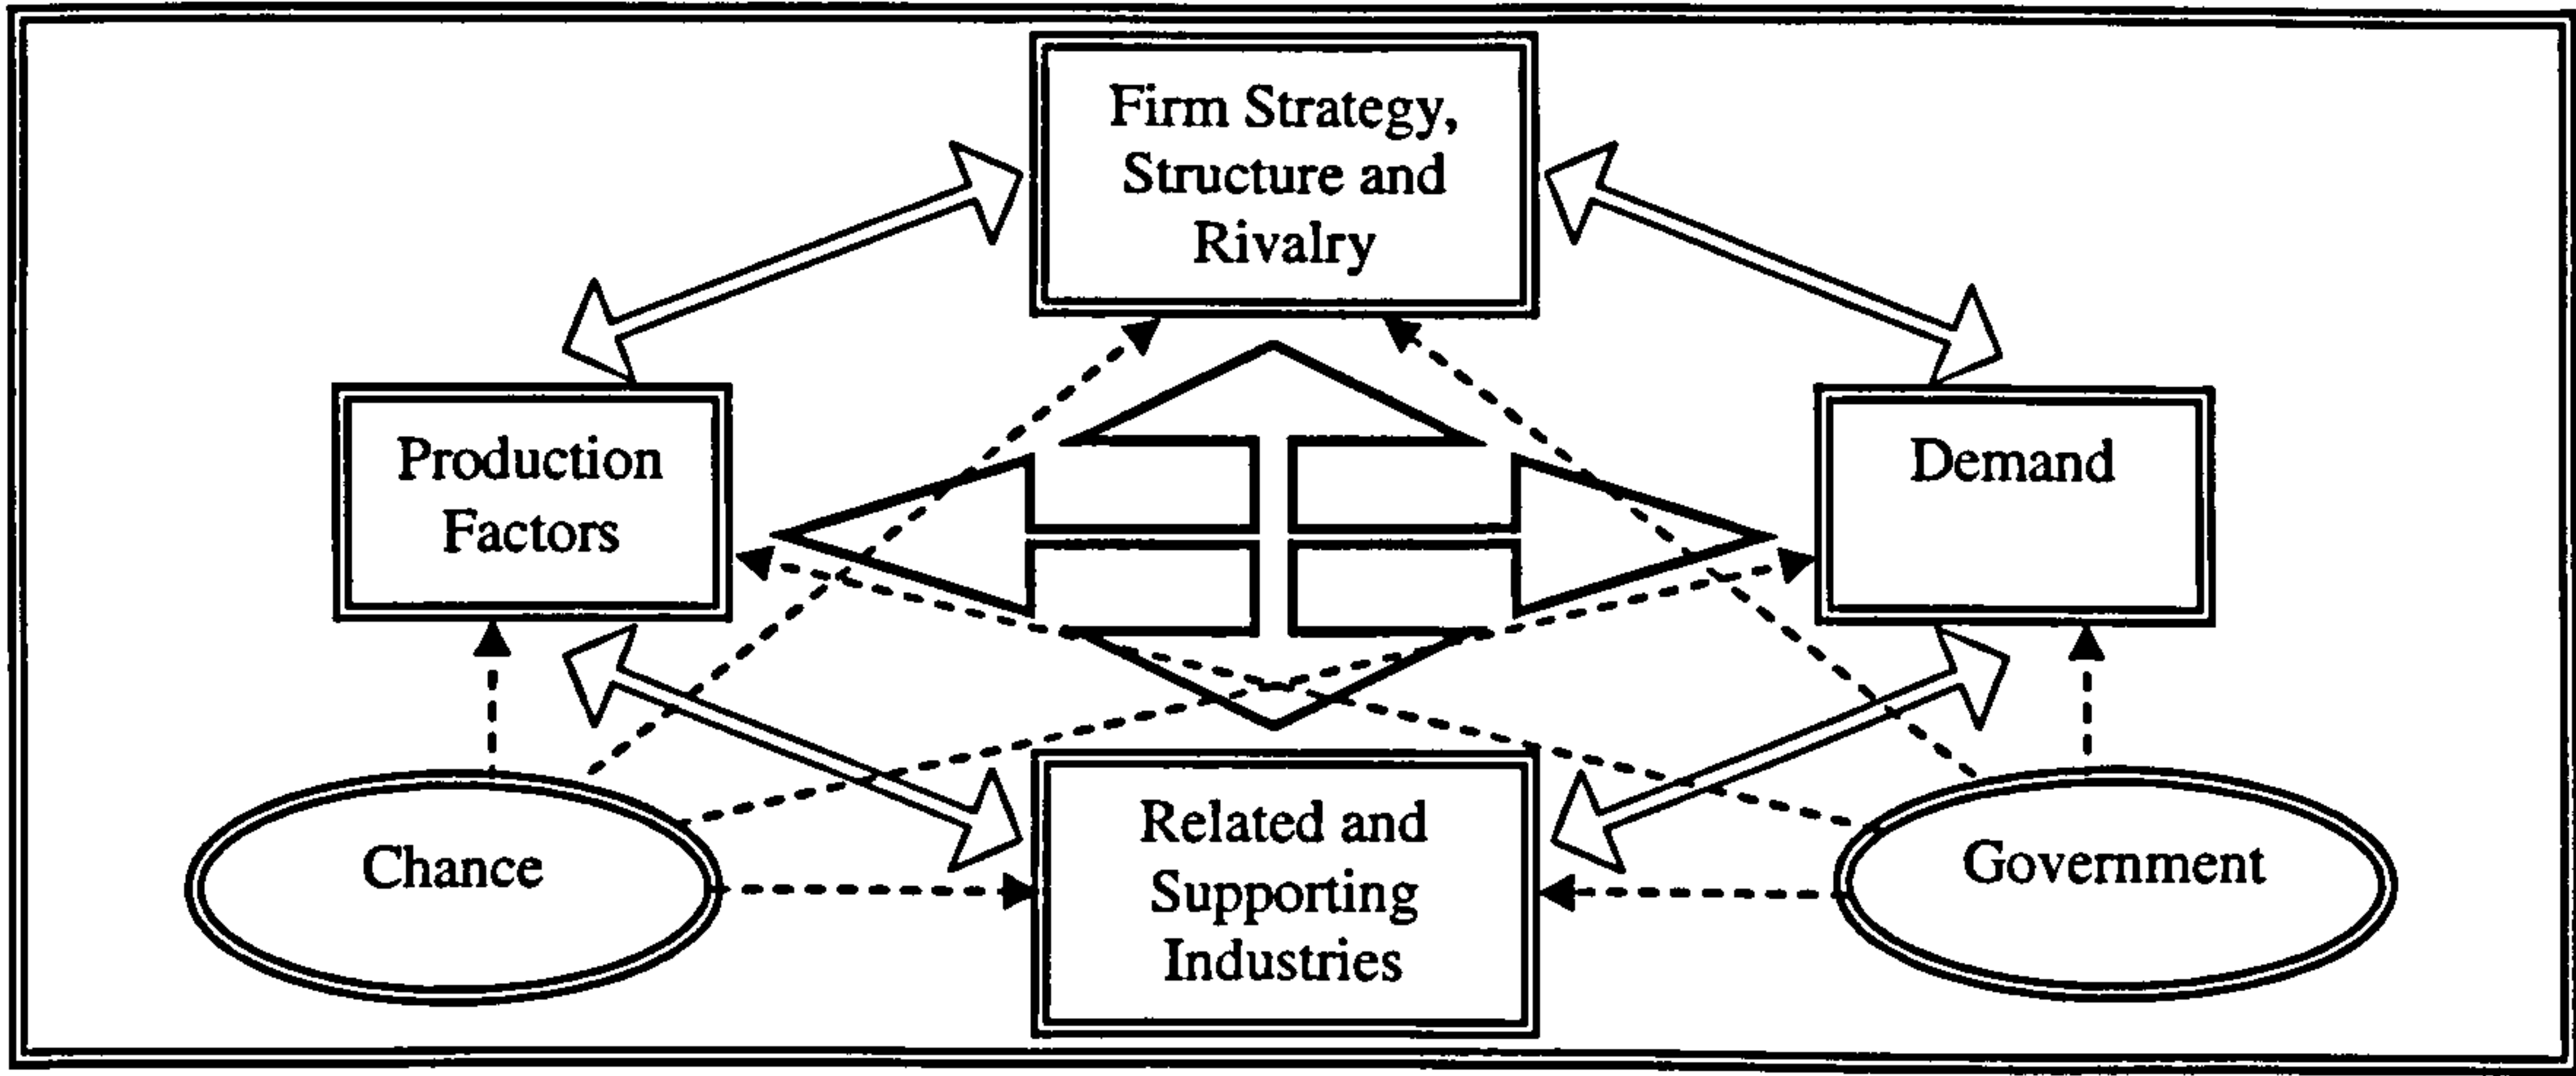 Firm Strategy,
Structure and
Rivalry
Production
Factors
Demand
Chance
Related and
Supporting
Industries
Government